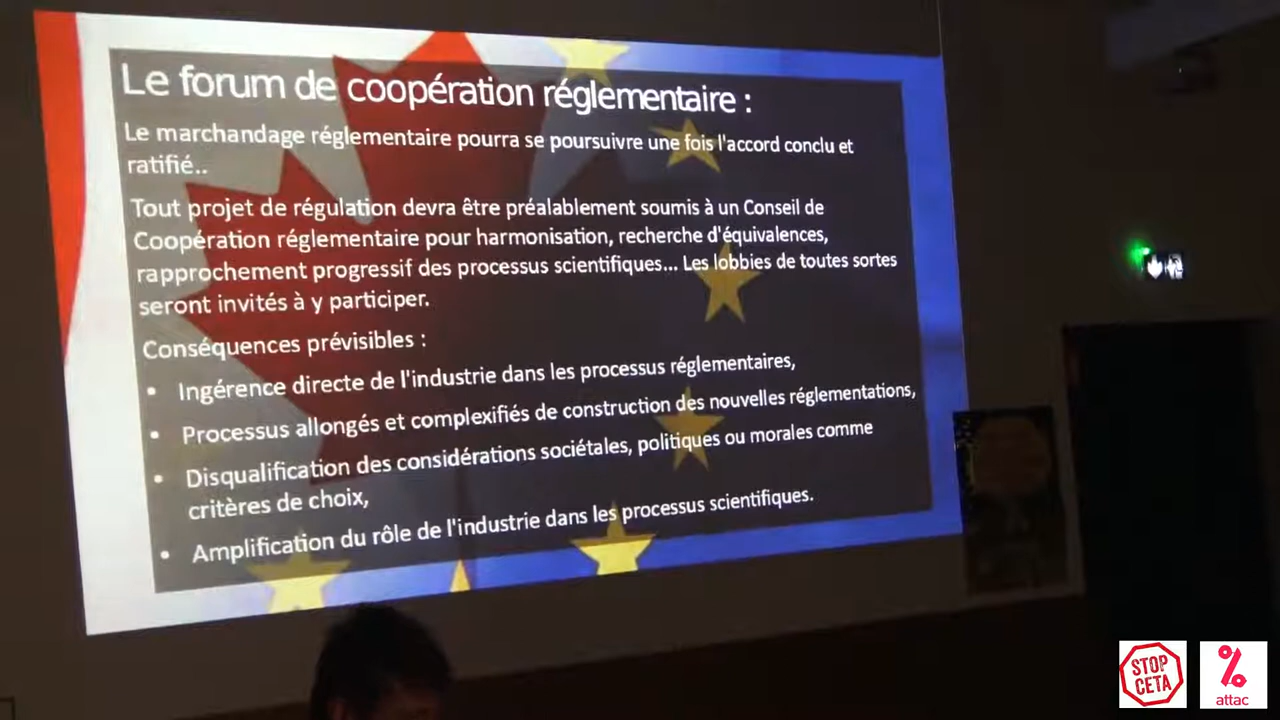 Le forum de coopération réglementaire :
Le marchandage réglementaire pourra se poursuivre une fois l'accord conclu et
ratifié..
Tout projet de régulation devra être préalablement soumis à un Conseil de
Coopération réglementaire pour harmonisation, recherche d'équivalences,
rapprochement progressif des processus scientifiques... Les lobbies de toutes sortes
seront invités à y participer.
Conséquences prévisibles :
• Ingérence directe de l'industrie dans les processus réglementaires,
• Processus allongés et complexifiés de construction des nouvelles réglementations,
• Disqualification des considérations sociétales, politiques ou morales comme
critères de choix,
• Amplification du rôle de l'industrie dans les processus scientifiques.
STOP
CETA
%
attac